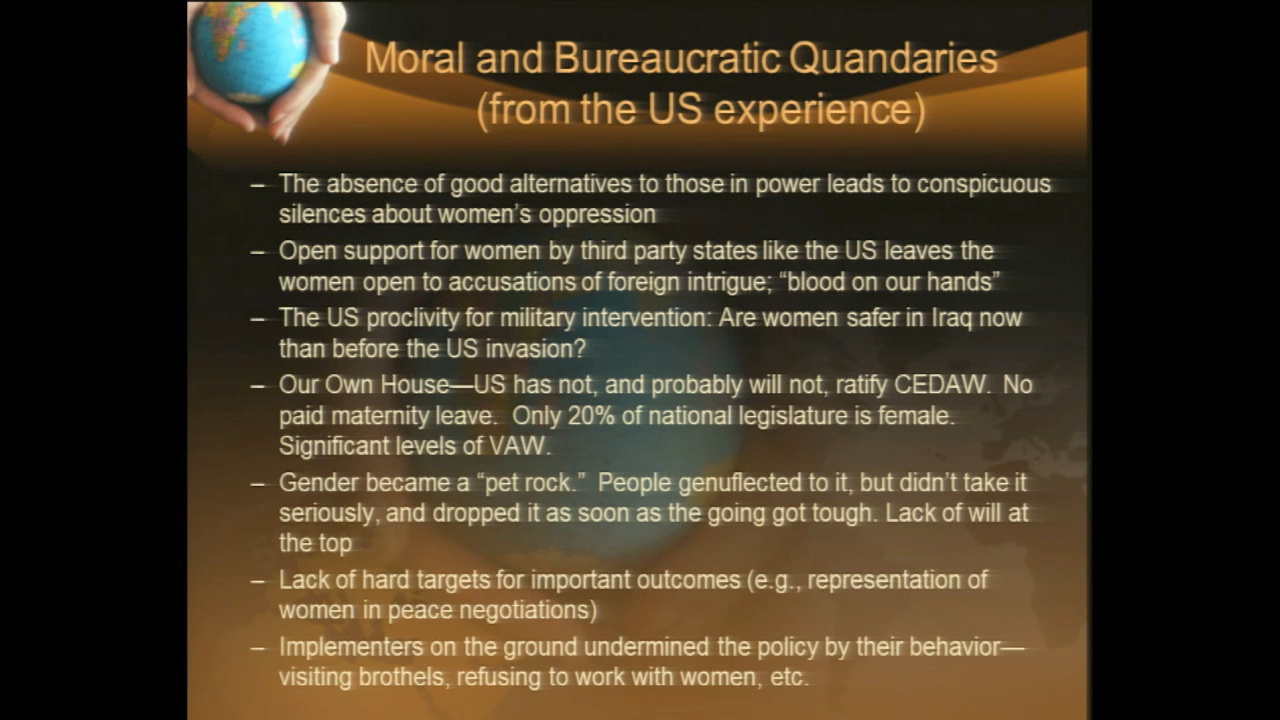 Moral and Bureaucratic Quandaries
(from the US experience)
– The absence of good alternatives to those in power leads to conspicuous
silences about women's oppression
– Open support for women by third party states like the US leaves the
women open to accusations of foreign intrigue; “blood on our hands”
– The US proclivity for military intervention: Are women safer in Iraq now
than before the US invasion?
– Our Own House—US has not, and probably will not, ratify CEDAW. No
paid maternity leave. Only 20% of national legislature is female.
Significant levels of VAW.
– Gender became a “pet rock.” People genuflected to it, but didn't take it
seriously, and dropped it as soon as the going got tough. Lack of will at
the top
– Lack of hard targets for important outcomes (e.g., representation of
women in peace negotiations)
– Implementers on the ground undermined the policy by their behavior—
visiting brothels, refusing to work with women, etc.